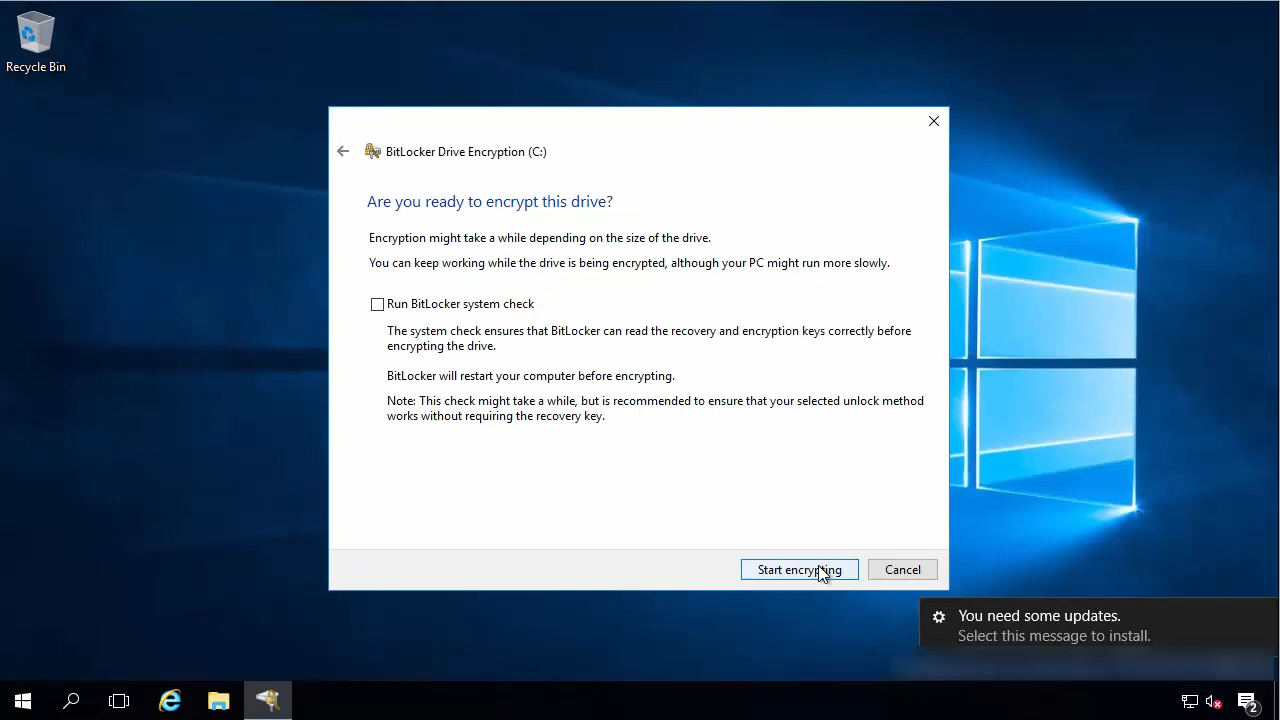 Recycle Bin
BitLocker Drive Encryption (C:)
Are you ready to encrypt this drive?
Encryption might take a while depending on the size of the drive.
You can keep working while the drive is being encrypted, although your PC might run more slowly.
Run BitLocker system check
The system check ensures that BitLocker can read the recovery and encryption keys correctly before
encrypting the drive.
BitLocker will restart your computer before encrypting.
Note: This check might take a while, but is recommended to ensure that your selected unlock method
works without requiring the recovery key.
Start encrypting
Cancel
You need some updates.
Select this message to install.
2